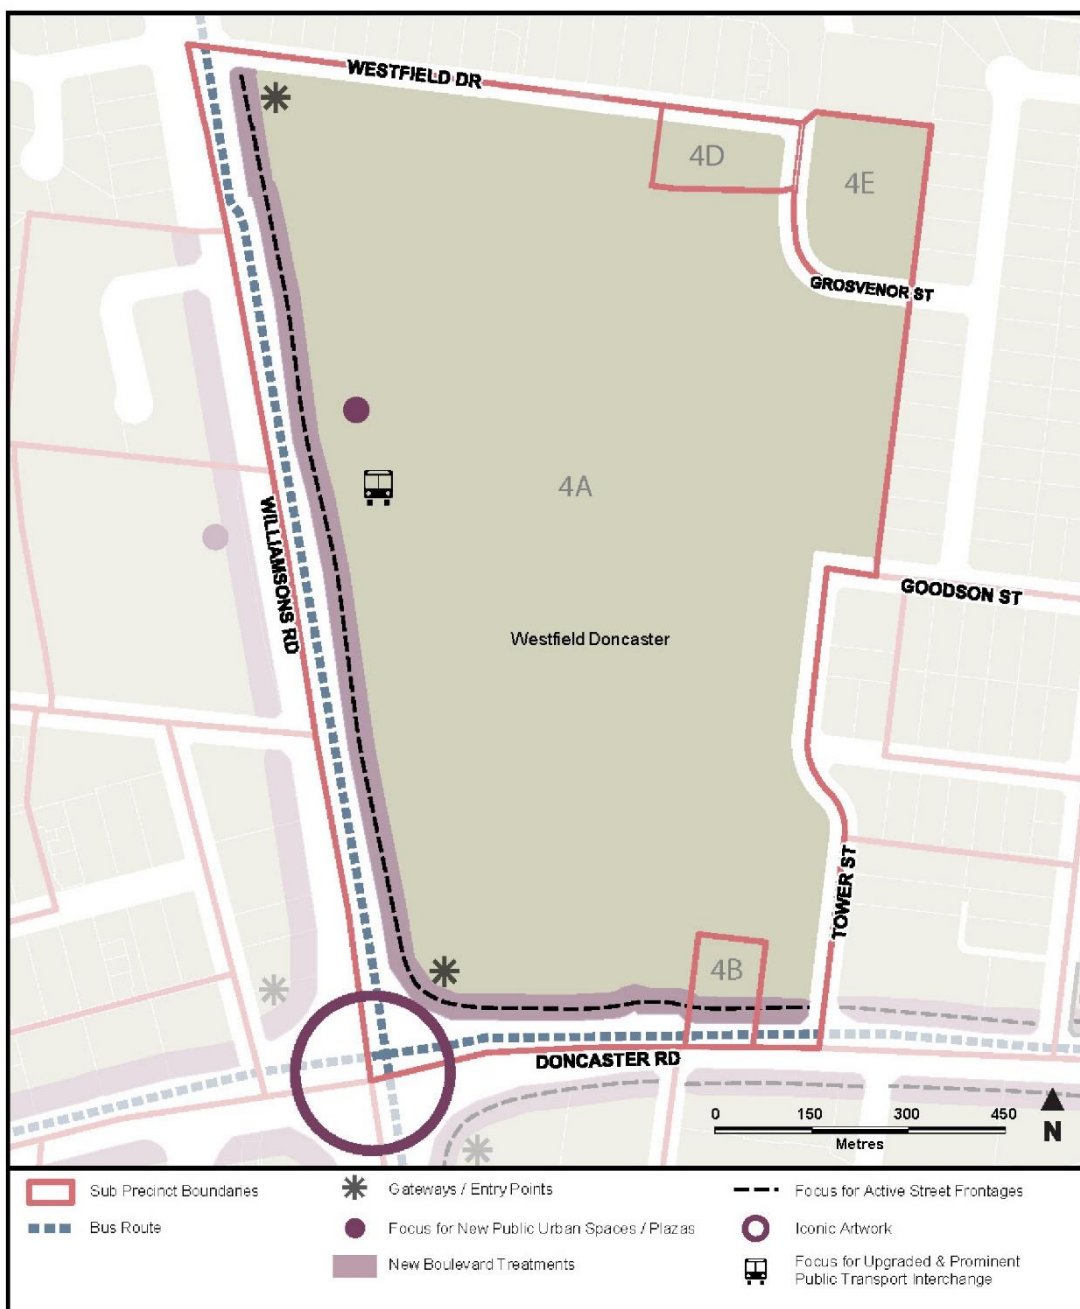 WESTFIELD DR
4D
4E
GROSVENOR ST
4A
WILLIAMSONS RD
GOODSON ST
Westfield Doncaster
TOWER ST
4B
DONCASTER RD
0 150 300 450
Metres
N
Sub Precinct Boundaries
Bus Route
Gateways / Entry Points
Focus for New Public Urban Spaces / Plazas
New Boulevard Treatments
Focus for Active Street Frontages
Iconic Artwork
Focus for Upgraded & Prominent
Public Transport Interchange